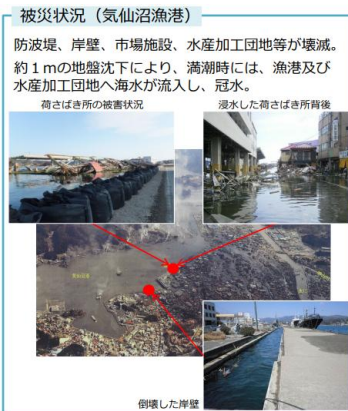 被災状況（気仙沼漁港）
防波堤、岸壁、市場施設、水産加工団地等が壊滅。
約１ｍの地盤沈下により、満潮時には、漁港及び
水産加工団地へ海水が流入し、冠水。
荷さばき所の被害状況
浸水した荷さばき所背後
倒壊した岸壁